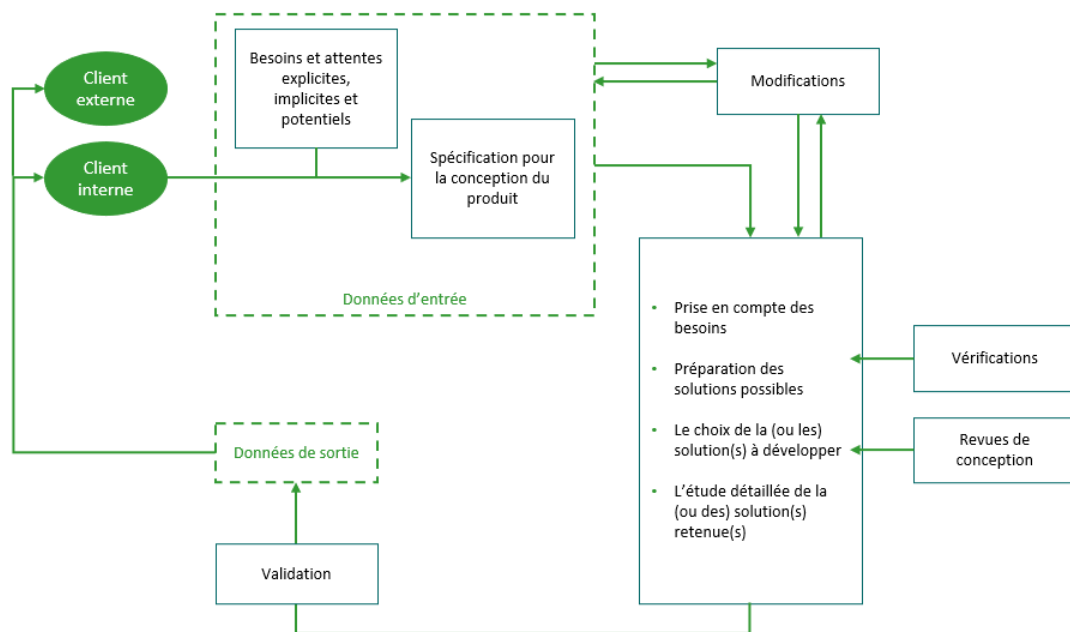 Client
externe
Client
interne
Besoins et attentes
explicites,
implicites et
potentiels
Spécification pour
la conception du
produit
Données d’entrée
Modifications
• Prise en compte des
besoins
• Préparation des
solutions possibles
• Le choix de la (ou les)
solution(s) à développer
• L’étude détaillée de la
(ou des) solution(s)
retenue(s)
Vérifications
Revues de
conception
Données de sortie
Validation